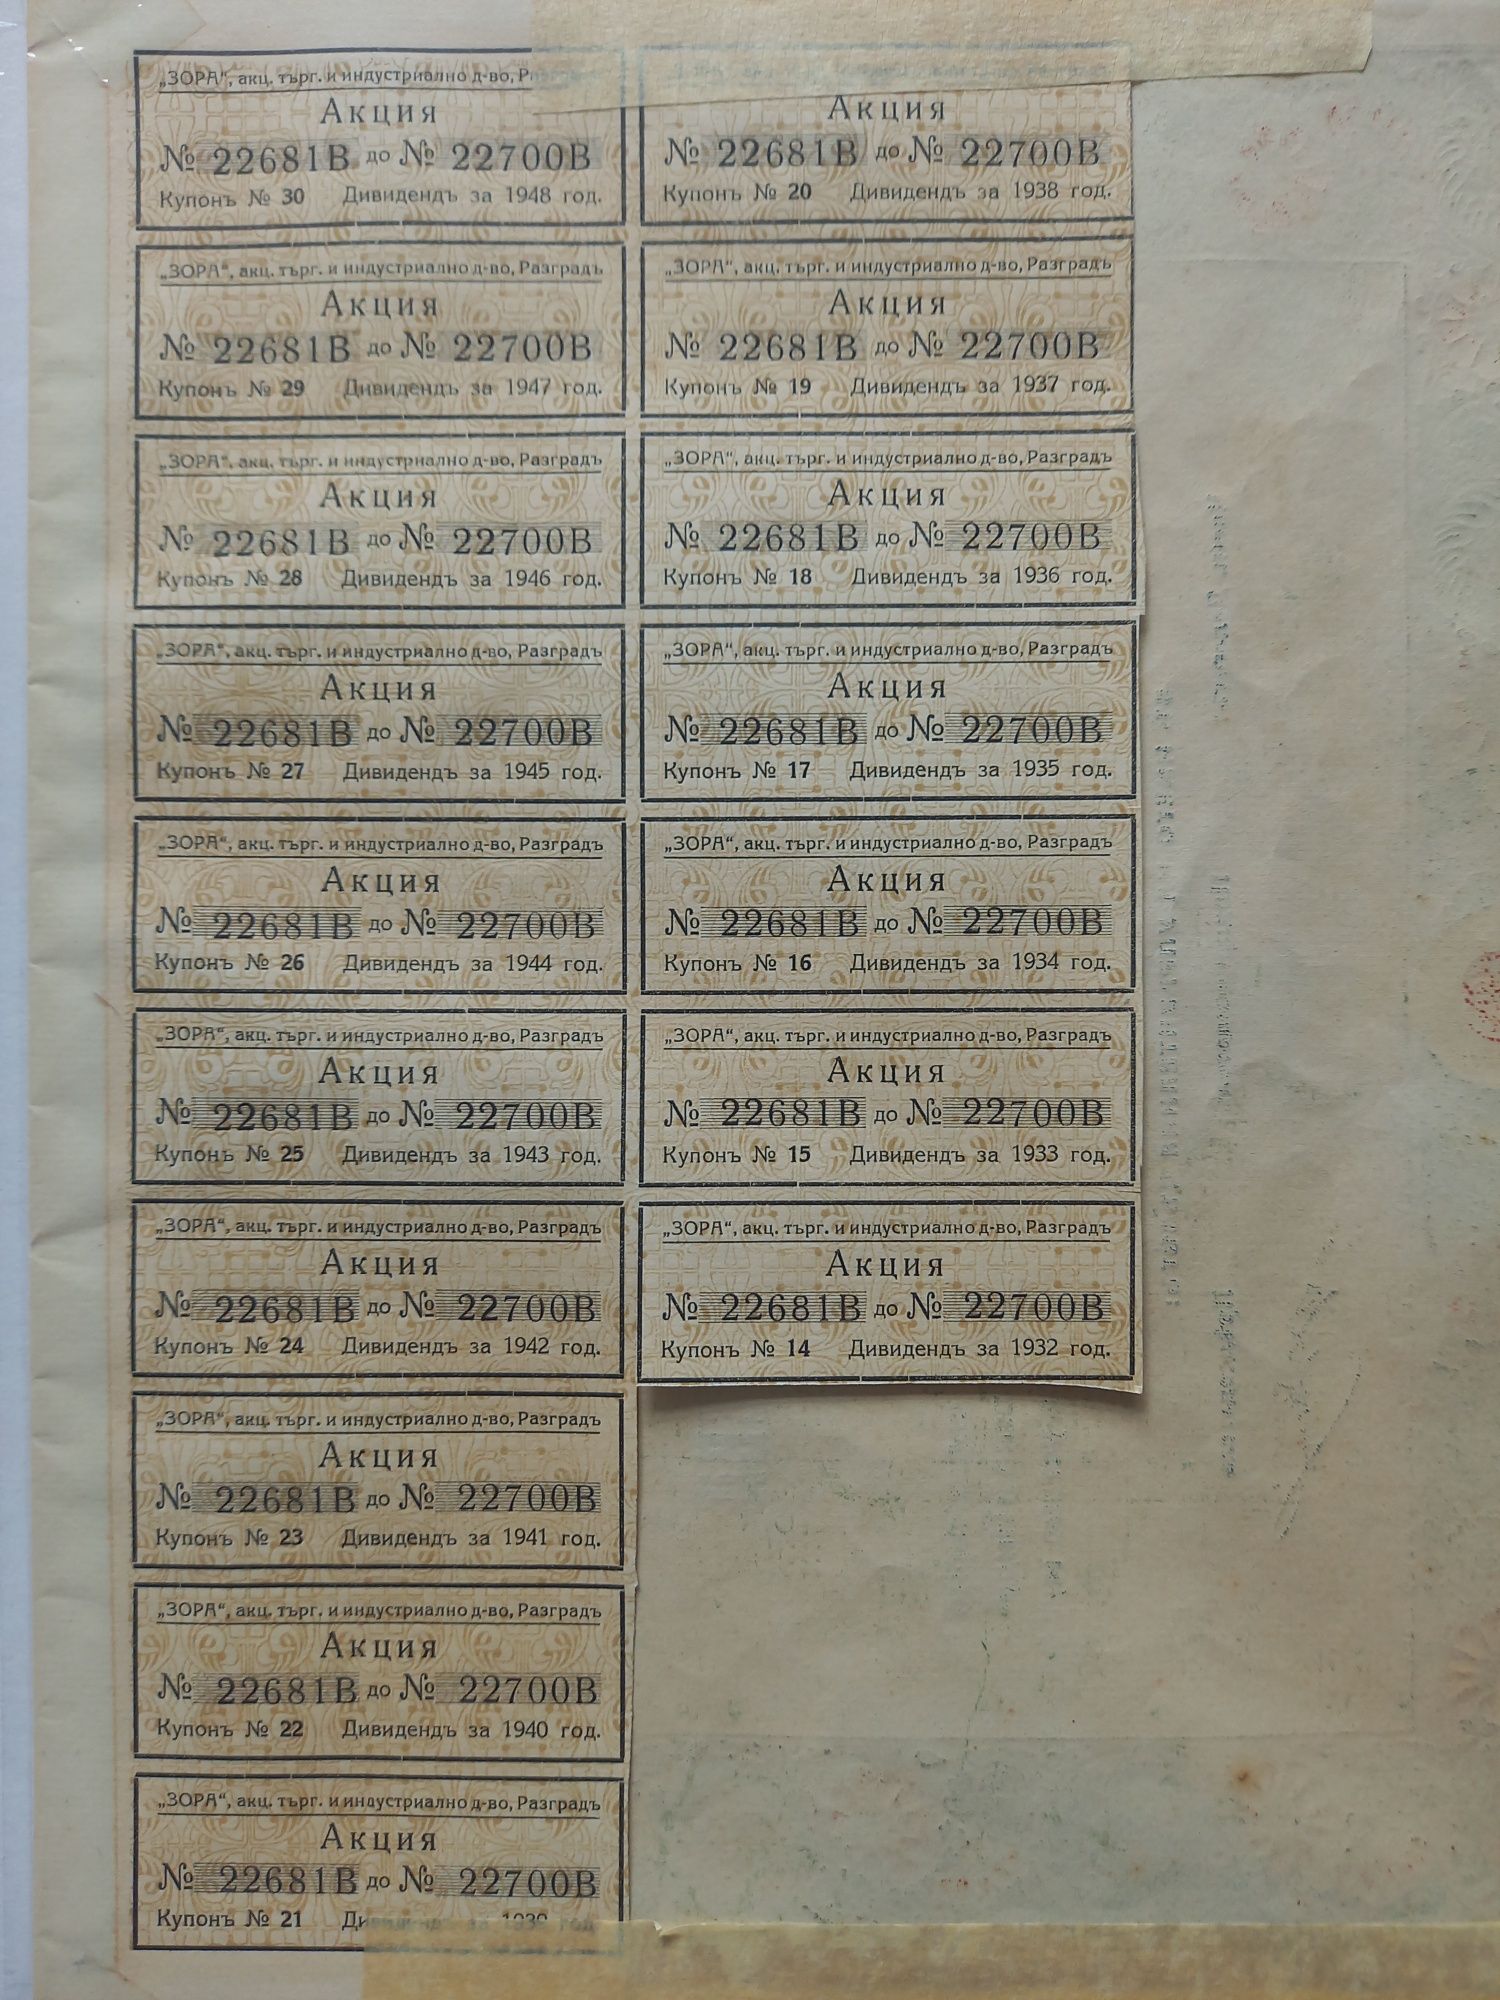 „ЗОРА“, акц. търг. и индустриално д-во,
Акция
№ 22681В до № 22700В
Купонъ № 30 Дивидендъ за 1948 год.
„ЗОРА“, акц. търг. и индустриално д-во, Разградъ
Акция
№ 22681В до № 22700В
Купонъ № 29 Дивидендъ за 1947 год.
„ЗОРА“, акц. търг. и индустриално д-во, Разградъ
Акция
№ 22681В до № 22700В
Купонъ № 28 Дивидендъ за 1946 год.
„ЗОРА“, акц. търг. и индустриално д-во, Разградъ
Акция
№ 22681В до № 22700В
Купонъ № 27 Дивидендъ за 1945 год.
„ЗОРА“, акц. търг. и индустриално д-во, Разградъ
Акция
№ 22681В до № 22700В
Купонъ № 26 Дивидендъ за 1944 год.
„ЗОРА“, акц. търг. и индустриално д-во, Разградъ
Акция
№ 22681В до № 22700В
Купонъ № 25 Дивидендъ за 1943 год.
„ЗОРА“, акц. търг. и индустриално д-во, Разградъ
Акция
№ 22681В до № 22700В
Купонъ № 24 Дивидендъ за 1942 год.
„ЗОРА“, акц. търг. и индустриално д-во, Разградъ
Акция
№ 22681В до № 22700В
Купонъ № 23 Дивидендъ за 1941 год.
„ЗОРА“, акц. търг. и индустриално д-во, Разградъ
Акция
№ 22681В до № 22700В
Купонъ № 22 Дивидендъ за 1940 год.
„ЗОРА“, акц. търг. и индустриално д-во, Разградъ
Акция
№ 22681В до № 22700В
Купонъ № 21
Акция
№ 22681В до № 22700В
Купонъ № 20 Дивидендъ за 1938 год.
„ЗОРА“, акц. търг. и индустриално д-во, Разградъ
Акция
№ 22681В до № 22700В
Купонъ № 19 Дивидендъ за 1937 год.
„ЗОРА“, акц. търг. и индустриално д-во, Разградъ
Акция
№ 22681В до № 22700В
Купонъ № 18 Дивидендъ за 1936 год.
„ЗОРА“, акц. търг. и индустриално д-во, Разградъ
Акция
№ 22681В до № 22700В
Купонъ № 17 Дивидендъ за 1935 год.
„ЗОРА“, акц. търг. и индустриално д-во, Разградъ
Акция
№ 22681В до № 22700В
Купонъ № 16 Дивидендъ за 1934 год.
„ЗОРА“, акц. търг. и индустриално д-во, Разградъ
Акция
№ 22681В до № 22700В
Купонъ № 15 Дивидендъ за 1933 год.
„ЗОРА“, акц. търг. и индустриално д-во, Разградъ
Акция
№ 22681В до № 22700В
Купонъ № 14 Дивидендъ за 1932 год.